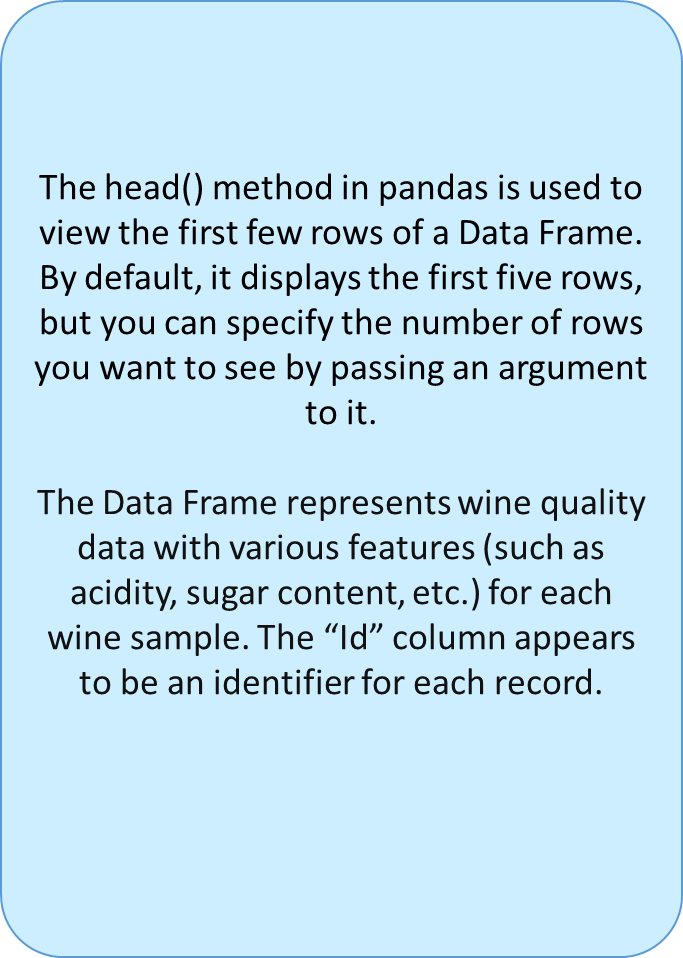 The head() method in pandas is used to
view the first few rows of a Data Frame.
By default, it displays the first five rows,
but you can specify the number of rows
you want to see by passing an argument
to it.
The Data Frame represents wine quality
data with various features (such as
acidity, sugar content, etc.) for each
wine sample. The “Id” column appears
to be an identifier for each record.